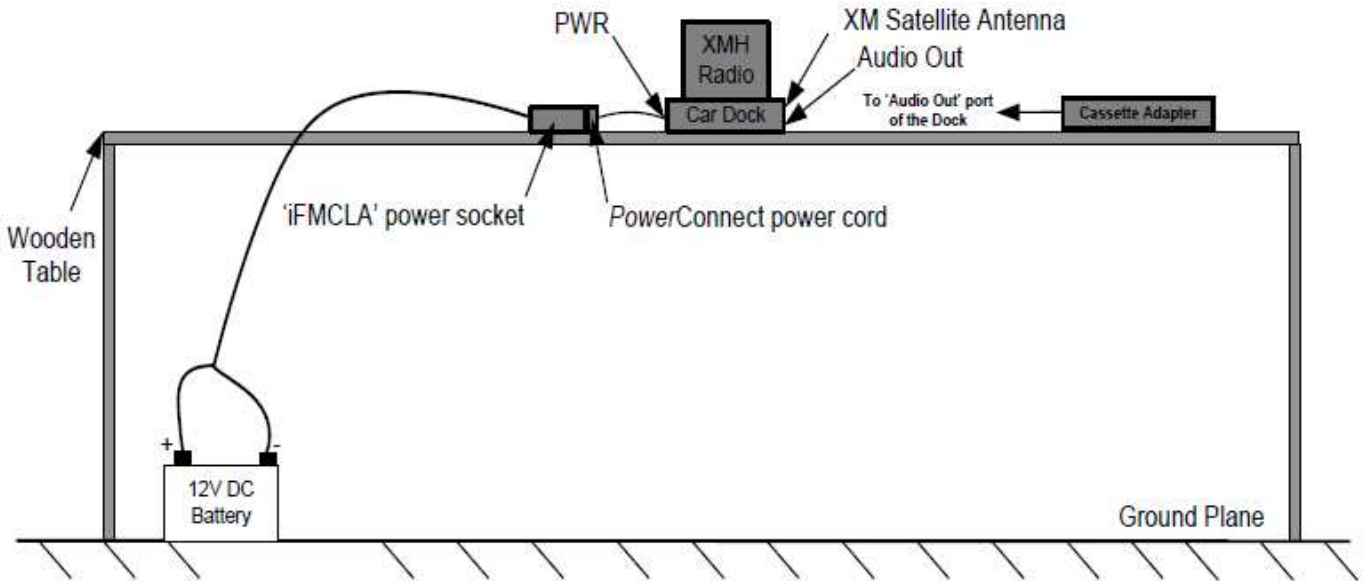 PWR
XMH
Radio
XM Satellite Antenna
Audio Out
Car Dock
To 'Audio Out' port
of the Dock
Cassette Adapter
'iFMCLA' power socket
PowerConnect power cord
Wooden
Table
+ -
12V DC
Battery
Ground Plane